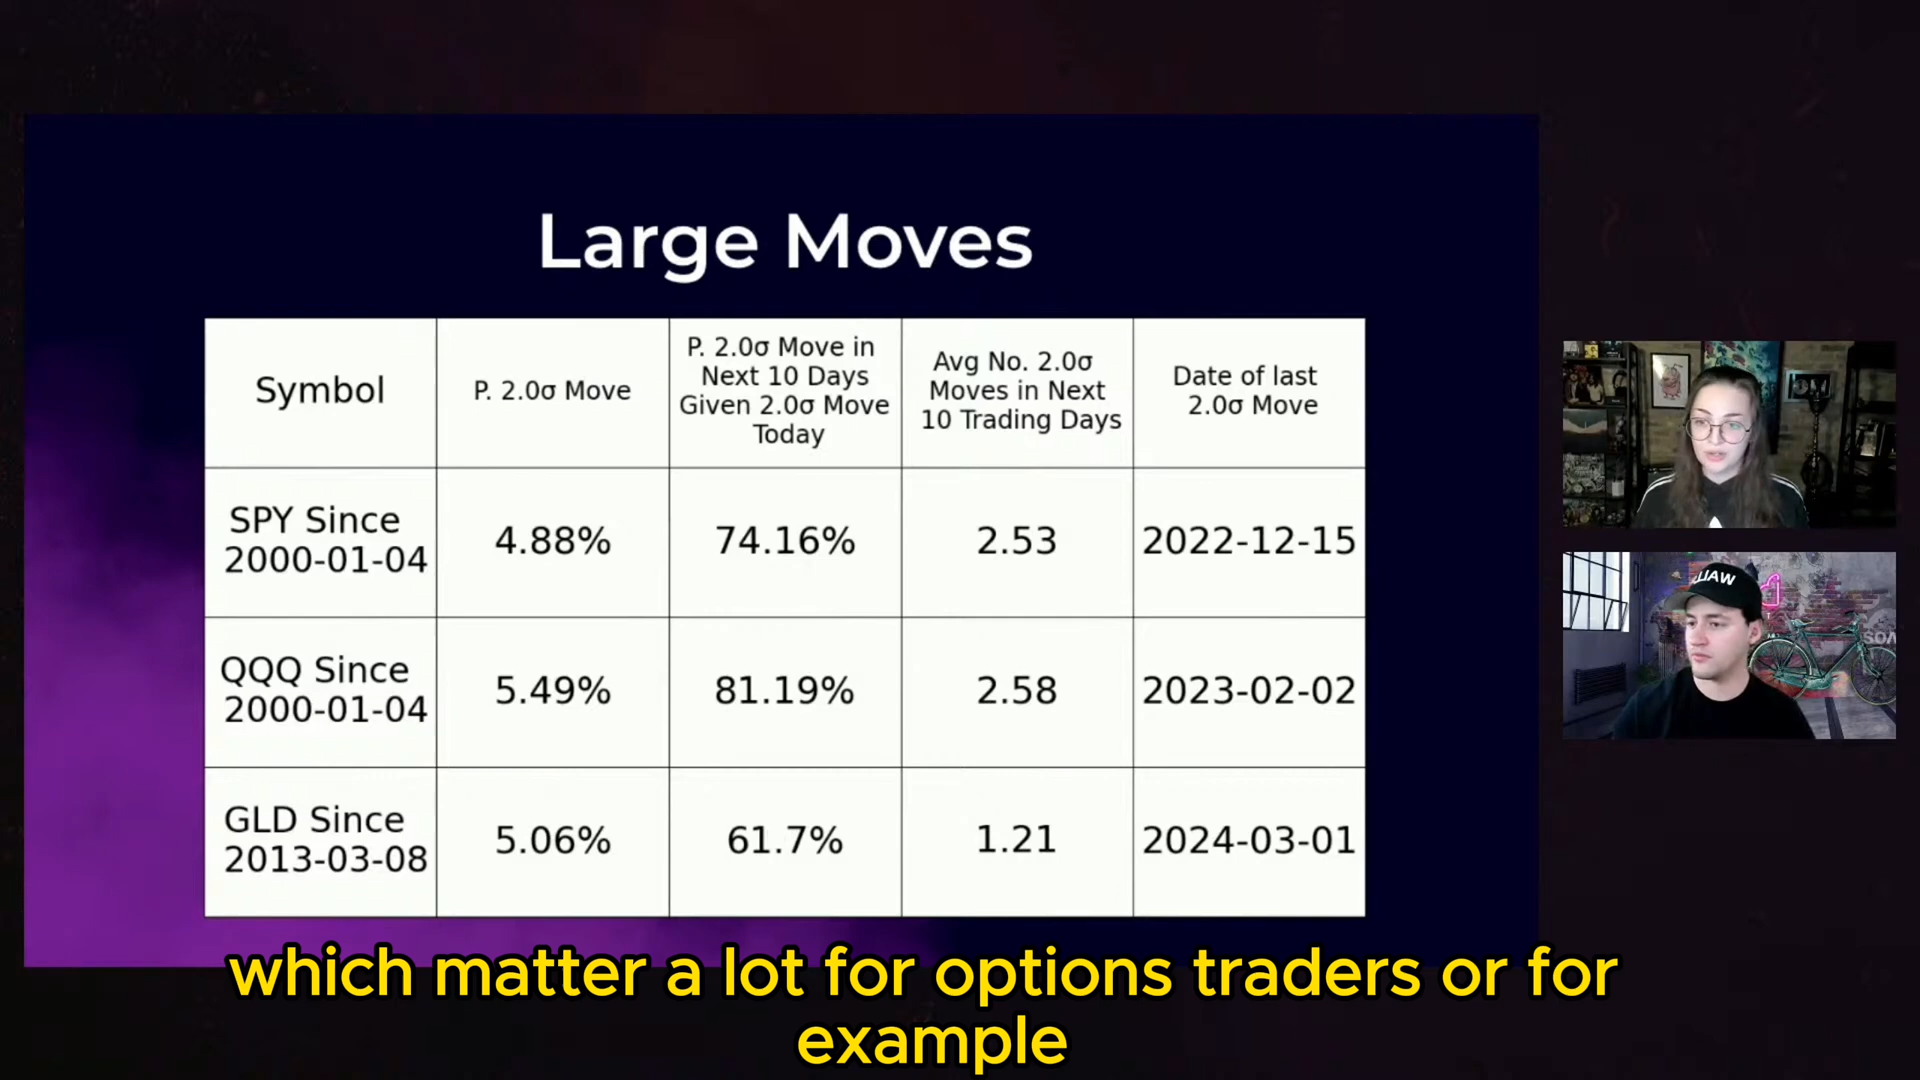 Large Moves
Symbol
P. 2.0σ Move
P. 2.0σ Move in
Next 10 Days
Given 2.0σ Move
Today
Avg No. 2.0σ
Moves in Next
10 Trading Days
Date of last
2.0σ Move
SPY Since
2000-01-04
4.88%
74.16%
2.53
2022-12-15
QQQ Since
2000-01-04
5.49%
81.19%
2.58
2023-02-02
GLD Since
2013-03-08
5.06%
61.7%
1.21
2024-03-01
which matter a lot for options traders or for
example